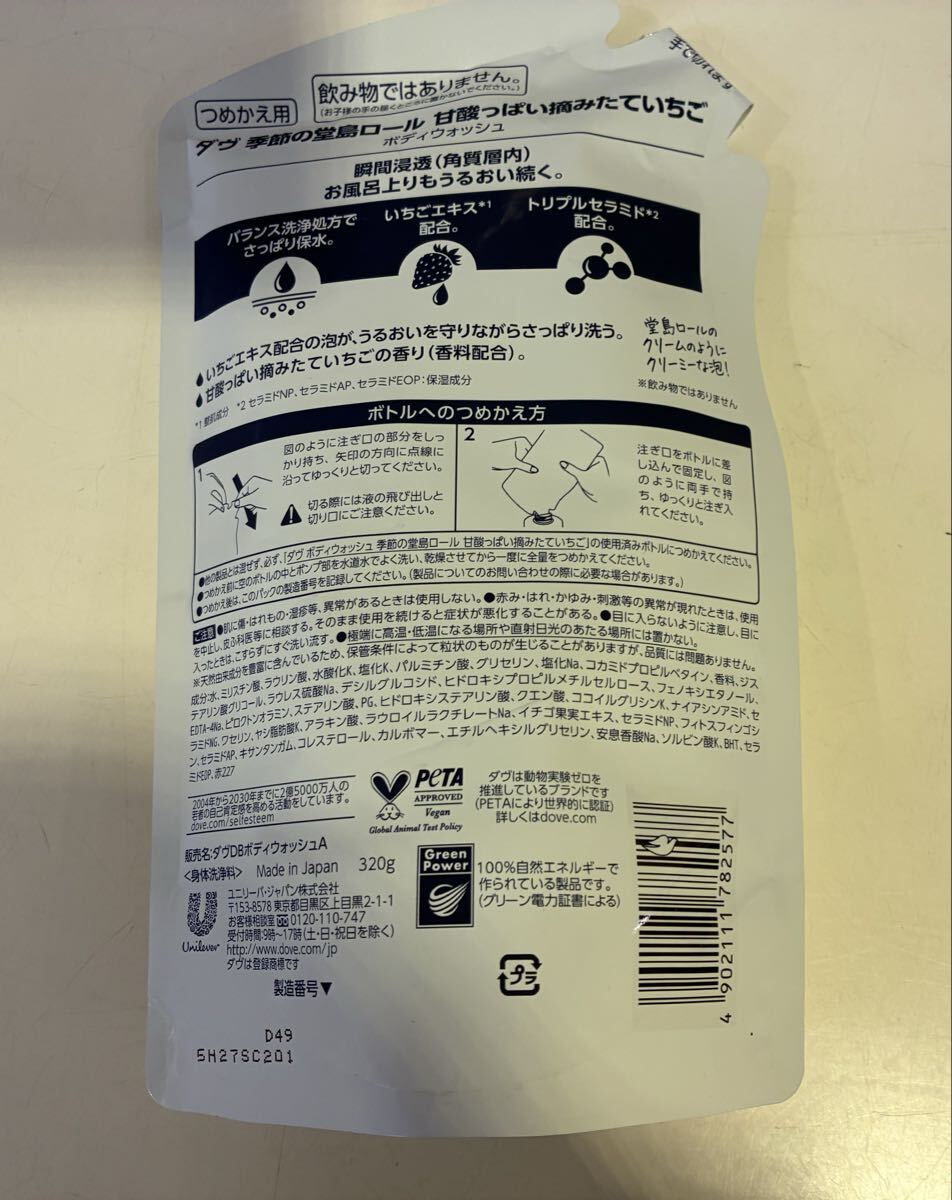 手で切れます
つめかえ用
飲み物ではありません。
(お子様の手の届くところに置かないでください。)
ダヴ 季節の堂島ロール 甘酸っぱい摘みたていちご
ボディウォッシュ
瞬間浸透(角質層内)
お風呂上りもうるおい続く。
バランス洗浄処方で
さっぱり保水。
いちごエキス*1
配合。
トリプルセラミド*2
配合。
いちごエキス配合の泡が、うるおいを守りながらさっぱり洗う。
甘酸っぱい摘みたていちごの香り(香料配合)。
*1 整肌成分 *2 セラミドNP、セラミドAP、セラミドEOP:保湿成分
堂島ロールの
クリームのように
クリーミーな泡!
※飲み物ではありません
ボトルへのつめかえ方
1
図のように注ぎ口の部分をしっ
かり持ち、矢印の方向に点線に
沿ってゆっくりと切ってください。
切る際には液の飛び出しと
切り口にご注意ください。
2
注ぎ口をボトルに差
し込んで固定し、図
のように両手で持
ち、ゆっくりと注ぎ入
れてください。
●他の製品とは混ぜず、必ず、「ダヴ ボディウォッシュ 季節の堂島ロール 甘酸っぱい摘みたていちご」の使用済みボトルにつめかえてください。
●つめかえ前に空のボトルの中とポンプ部を水道水でよく洗い、乾燥させてから一度に全量をつめかえてください。
●つめかえ後は、このパックの製造番号を記録してください。(製品についてのお問い合わせの際に必要な場合があります。)
ご注意 ●肌に傷・はれもの・湿疹等、異常があるときは使用しない。●赤み・はれ・かゆみ・刺激等の異常が現れたときは、使用
を中止し、皮ふ科医等に相談する。そのまま使用を続けると症状が悪化することがある。●目に入らないように注意し、目に
入ったときは、こすらずにすぐ洗い流す。●極端に高温・低温になる場所や直射日光のあたる場所には置かない。
※天然由来成分を豊富に含んでいるため、保管条件によって粒状のものが生じることがありますが、品質には問題ありません。
成分:水、ミリスチン酸、ラウリン酸、水酸化K、塩化K、パルミチン酸、グリセリン、塩化Na、コカミドプロピルベタイン、香料、ジス
テアリン酸グリコール、ラウレス硫酸Na、デシルグルコシド、ヒドロキシプロピルメチルセルロース、フェノキシエタノール、
EDTA-4Na、ピロクトンオラミン、ステアリン酸、PG、ヒドロキシステアリン酸、クエン酸、ココイルグリシンK、ナイアシンアミド、セ
ラミドNG、ワセリン、ヤシ脂肪酸K、アラキン酸、ラウロイルラクチレートNa、イチゴ果実エキス、セラミドNP、フィトスフィンゴシ
ン、セラミドAP、キサンタンガム、コレステロール、カルボマー、エチルヘキシルグリセリン、安息香酸Na、ソルビン酸K、BHT、セラ
ミドEOP、赤227
2004年から2030年までに2億5000万人の
若者の自己肯定感を高める活動をしています。
dove.com/selfesteem
PETA
APPROVED
Vegan
Global Animal Test Policy
ダヴは動物実験ゼロを
推進しているブランドです
(PETAにより世界的に認証)
詳しくはdove.com
販売名:ダヴDBボディウォッシュA
〈身体洗浄料〉 Made in Japan 320g
Unilever
ユニリーバ・ジャパン株式会社
〒153-8578 東京都目黒区上目黒2-1-1
お客様相談室 0120-110-747
受付時間:9時〜17時(土・日・祝日を除く)
http://www.dove.com/jp
ダヴは登録商標です
Green
Power
100%自然エネルギーで
作られている製品です。
(グリーン電力証書による)
製造番号▼
プラ
4 902111 782577
D49
5H27SC201